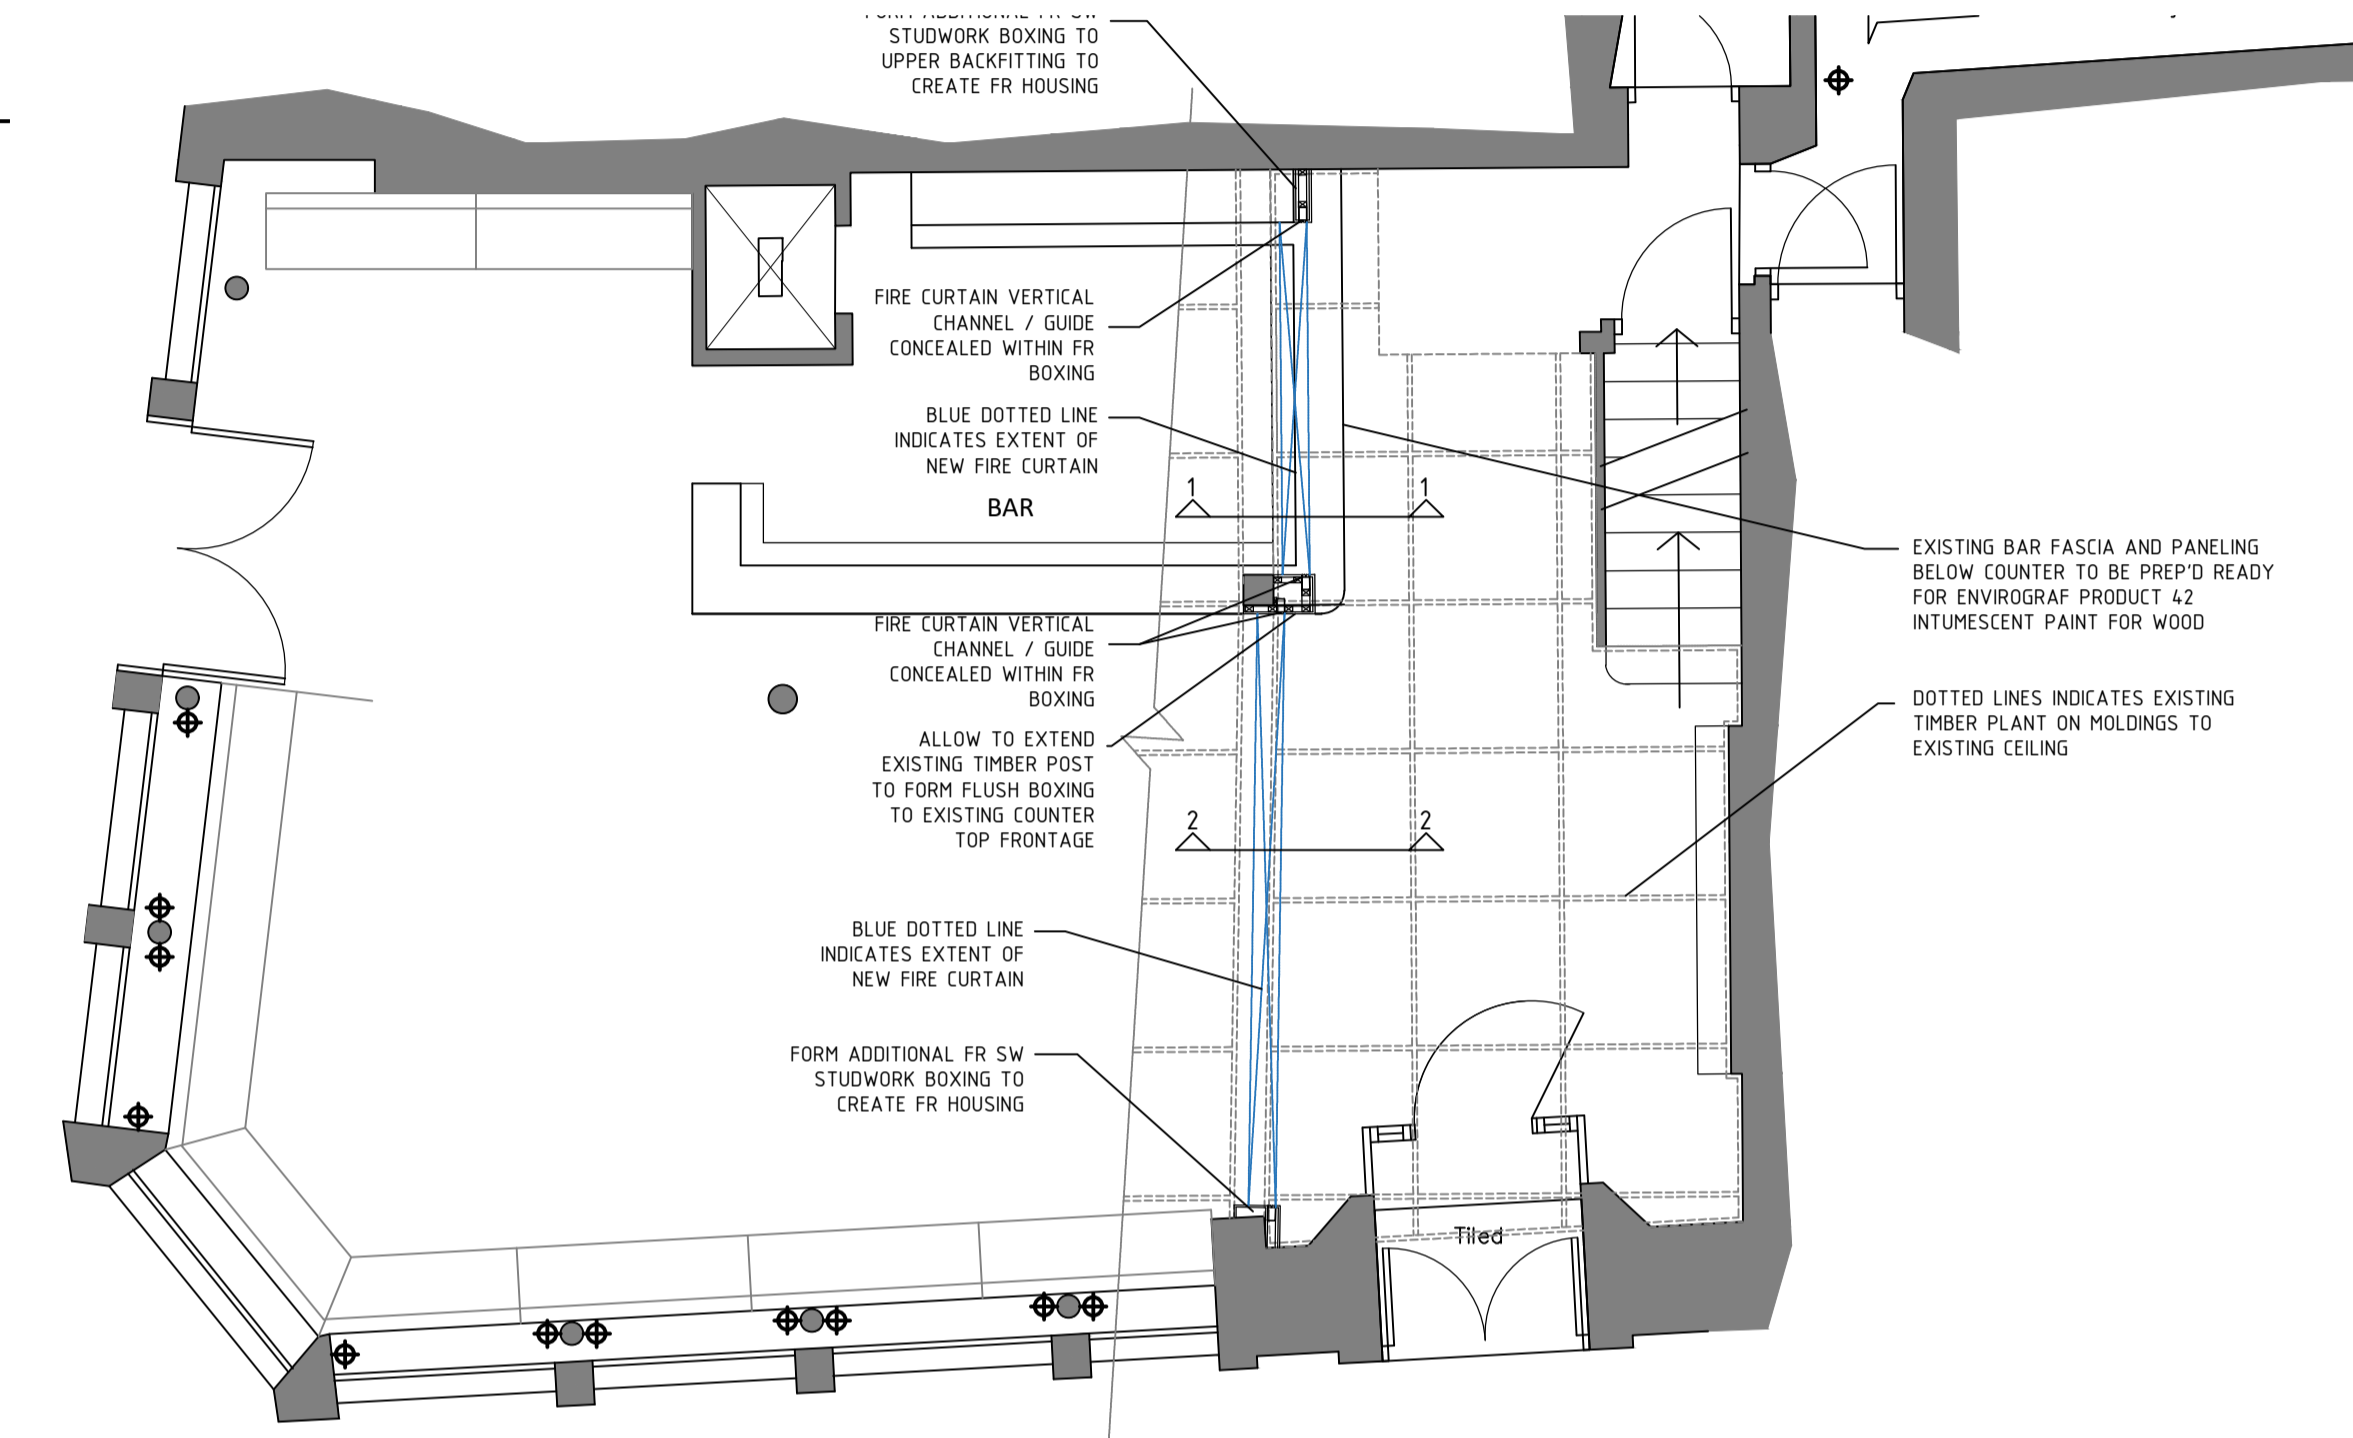 FORM ADDITIONAL FR SW
STUDWORK BOXING TO
UPPER BACKFITTING TO
CREATE FR HOUSING
FIRE CURTAIN VERTICAL
CHANNEL / GUIDE
CONCEALED WITHIN FR
BOXING
BLUE DOTTED LINE
INDICATES EXTENT OF
NEW FIRE CURTAIN
BAR
1 1
EXISTING BAR FASCIA AND PANELING
BELOW COUNTER TO BE PREP'D READY
FOR ENVIROGRAF PRODUCT 42
INTUMESCENT PAINT FOR WOOD
FIRE CURTAIN VERTICAL
CHANNEL / GUIDE
CONCEALED WITHIN FR
BOXING
DOTTED LINES INDICATES EXISTING
TIMBER PLANT ON MOLDINGS TO
EXISTING CEILING
ALLOW TO EXTEND
EXISTING TIMBER POST
TO FORM FLUSH BOXING
TO EXISTING COUNTER
TOP FRONTAGE
2 2
BLUE DOTTED LINE
INDICATES EXTENT OF
NEW FIRE CURTAIN
FORM ADDITIONAL FR SW
STUDWORK BOXING TO
CREATE FR HOUSING
Tiled